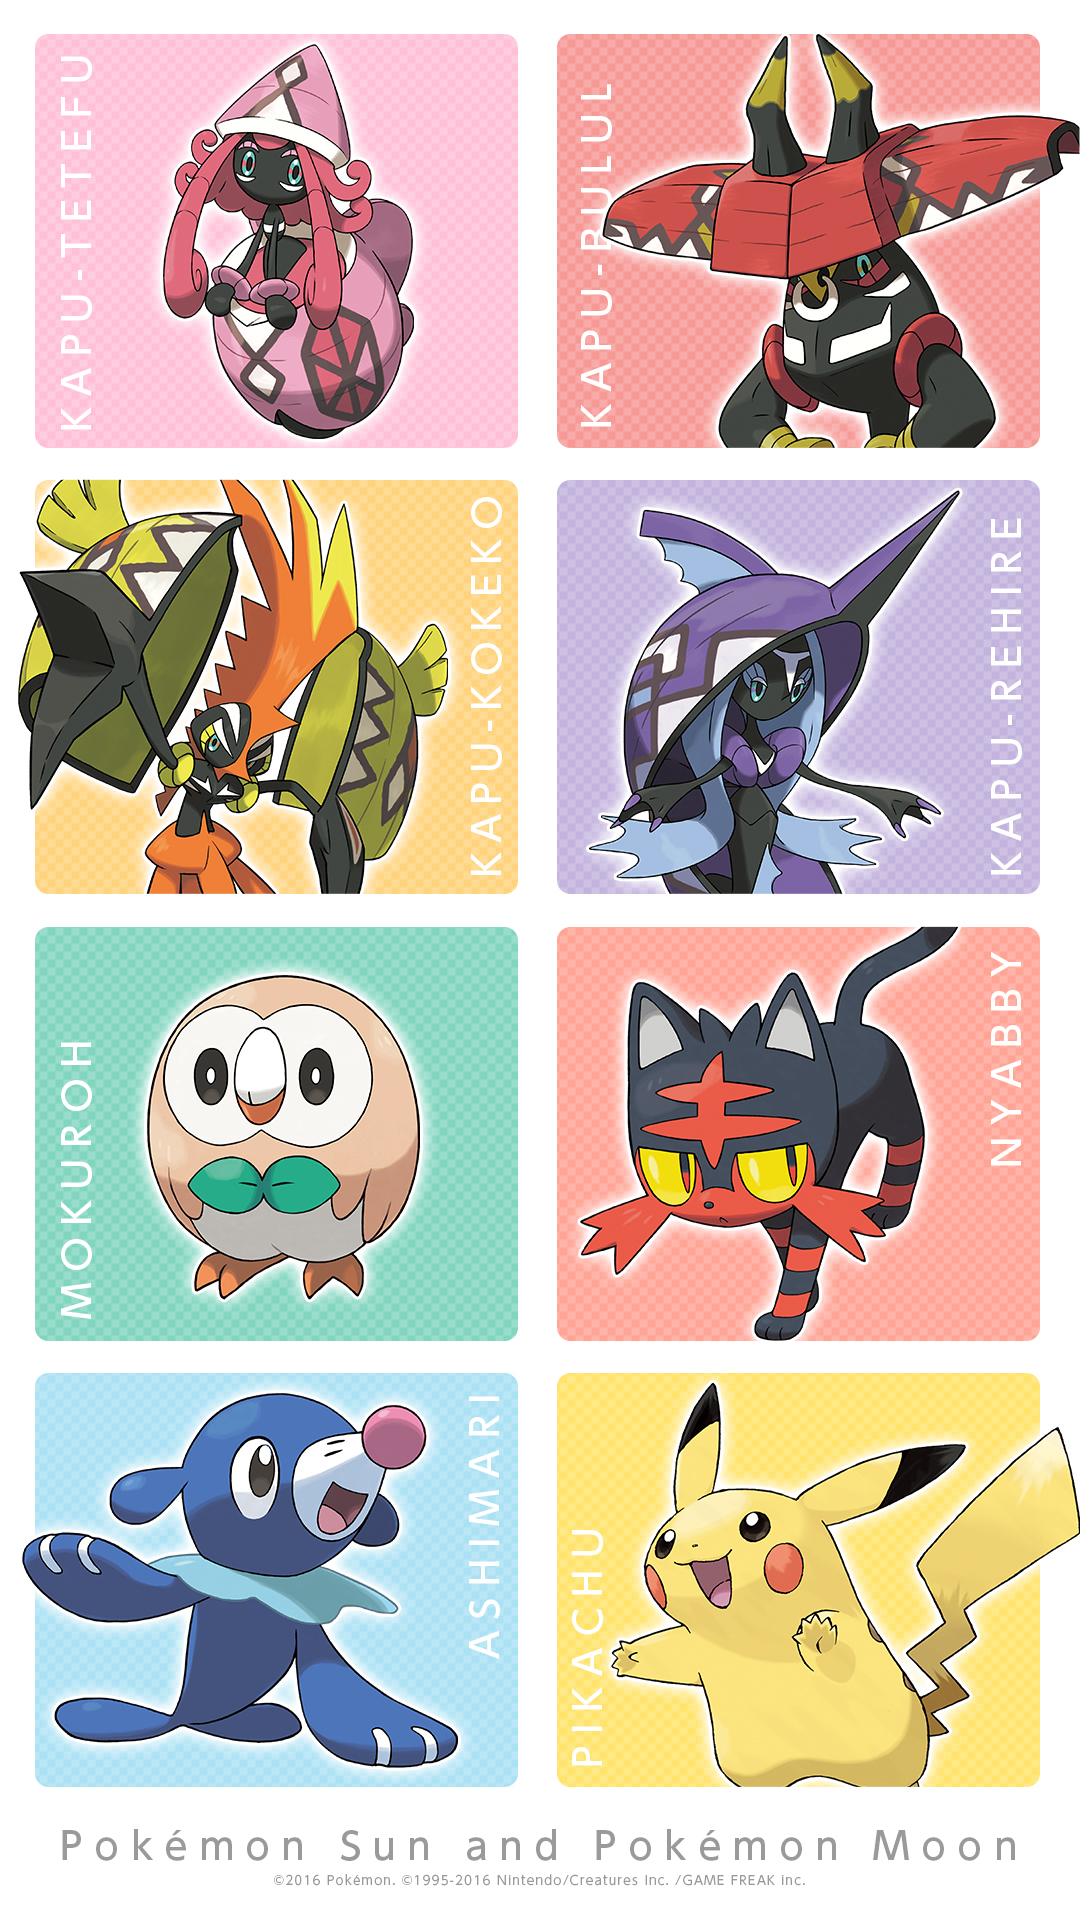 KAPU-TETEFU
KAPU-BULUL
KAPU-KOKEKO
KAPU-REHIRE
MOKUROH
NYABBY
ASHIMARI
PIKACHU
Pokémon Sun and Pokémon Moon
©2016 Pokémon. ©1995-2016 Nintendo/Creatures Inc. /GAME FREAK inc.